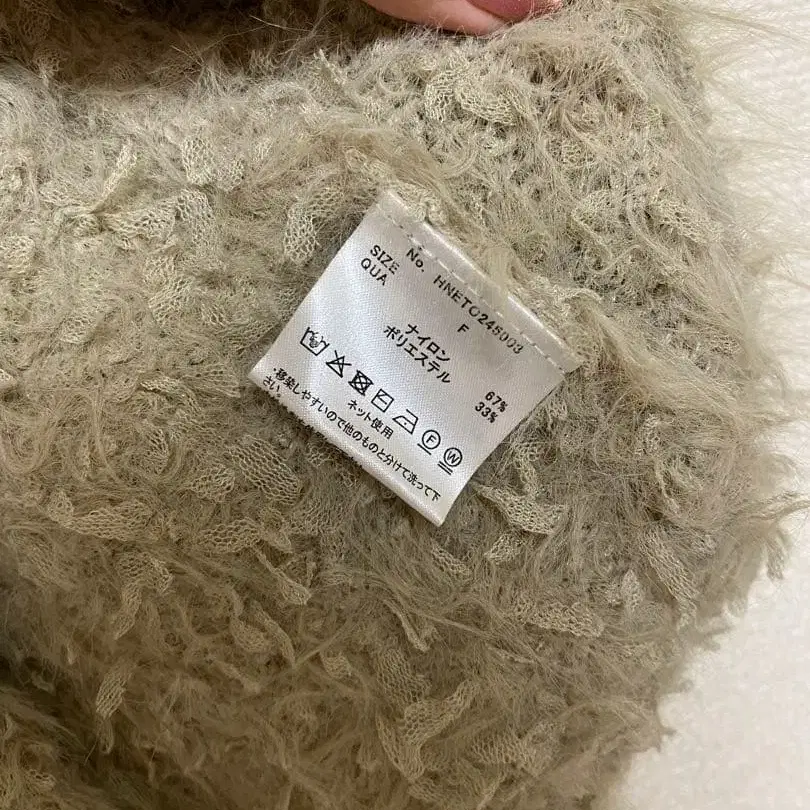 No. HNETO245003
SIZE F
QUA
ナイロン 67%
ポリエステル 33%
F W
ネット使用
・移染しやすいので他のものと分けて洗って下
さい。